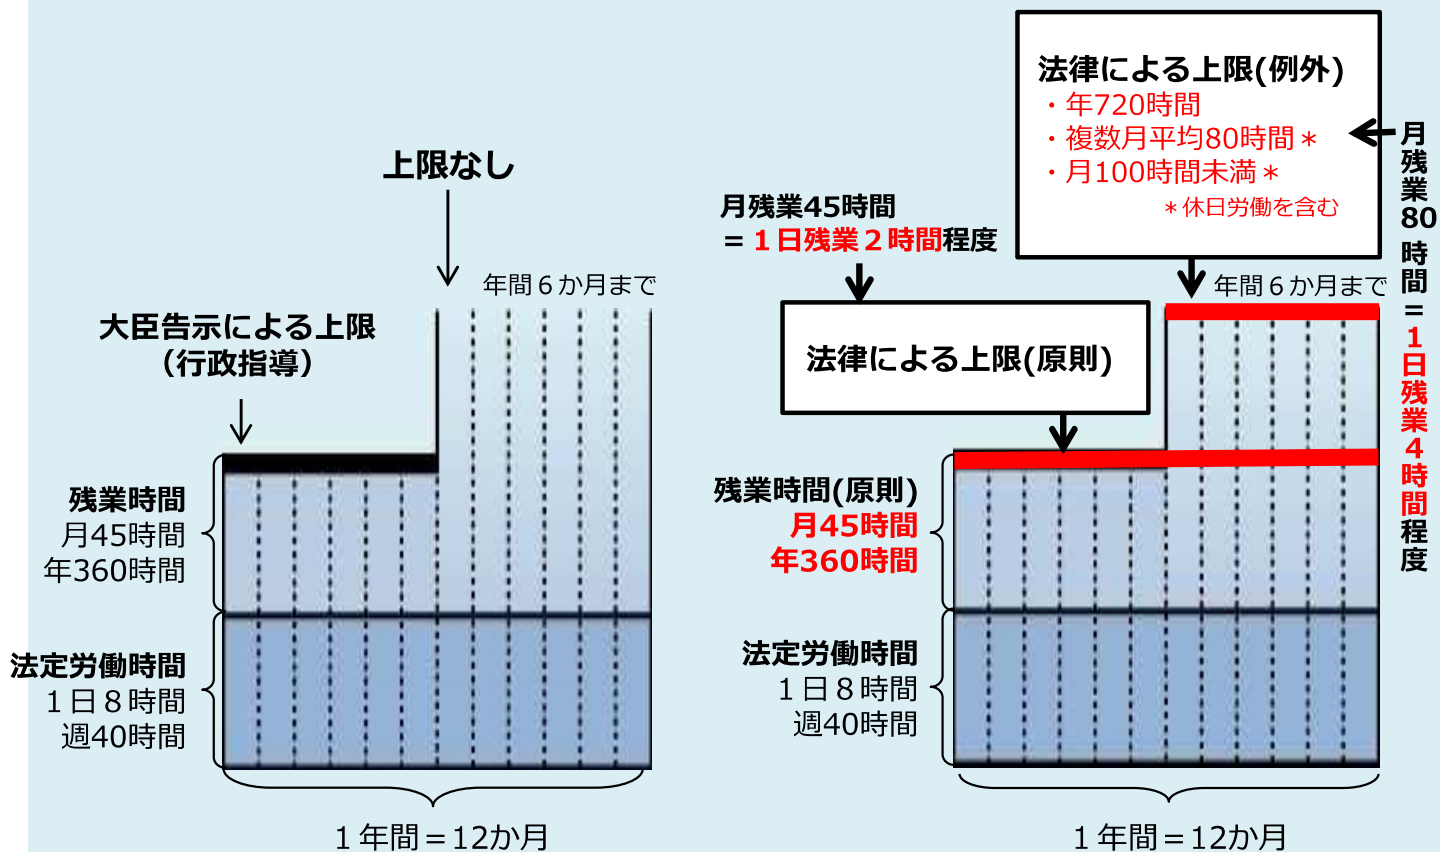 上限なし
年間６か月まで
大臣告示による上限
（行政指導）
残業時間
月45時間
年360時間
法定労働時間
１日８時間
週40時間
１年間＝12か月
法律による上限(例外)
・年720時間
・複数月平均80時間＊
・月100時間未満＊
＊休日労働を含む
月残業45時間
＝１日残業２時間程度
年間６か月まで
法律による上限(原則)
月残業80時間＝１日残業４時間程度
残業時間(原則)
月45時間
年360時間
法定労働時間
１日８時間
週40時間
１年間＝12か月